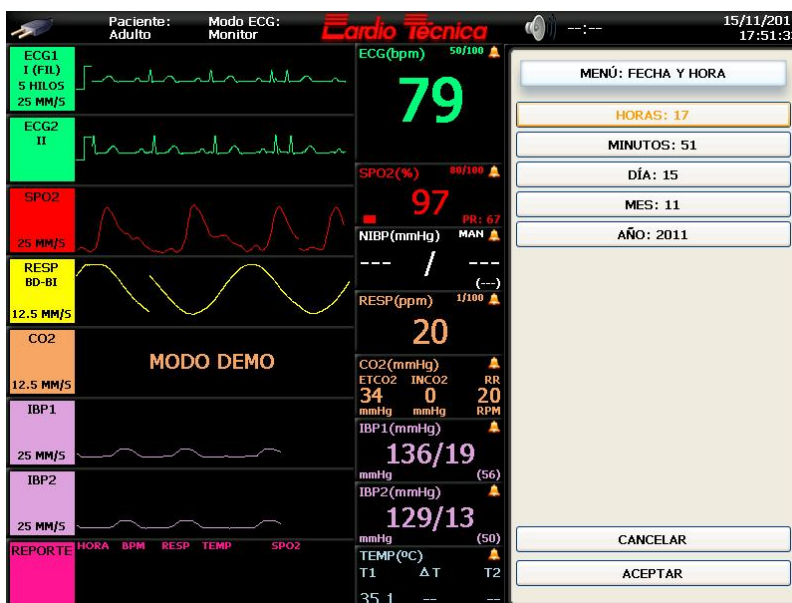 Paciente: Modo ECG:
Adulto Monitor
Cardio Técnica
--:--
15/11/201
17:51:3
ECG1
I (FIL)
5 HILOS
25 MM/S
ECG2
II
SPO2
25 MM/S
RESP
BD-BI
12.5 MM/S
CO2
12.5 MM/S
MODO DEMO
IBP1
25 MM/S
IBP2
25 MM/S
REPORTE
HORA BPM RESP TEMP SPO2
ECG(bpm) 50/100
79
SPO2(%) 80/100
97
PR: 67
NIBP(mmHg) MAN
--- / ---
(---)
RESP(ppm) 1/100
20
CO2(mmHg)
ETCO2 INCO2 RR
34 0 20
mmHg mmHg RPM
IBP1(mmHg)
136/19
mmHg (56)
IBP2(mmHg)
129/13
mmHg (50)
TEMP(ºC)
T1 ΔT T2
35.1 -- --
MENÚ: FECHA Y HORA
HORAS: 17
MINUTOS: 51
DÍA: 15
MES: 11
AÑO: 2011
CANCELAR
ACEPTAR